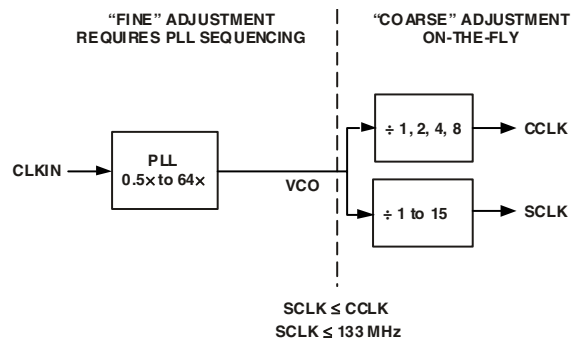 “FINE” ADJUSTMENT
REQUIRES PLL SEQUENCING
“COARSE” ADJUSTMENT
ON-THE-FLY
CLKIN
PLL
0.5× to 64×
VCO
÷ 1, 2, 4, 8
CCLK
÷ 1 to 15
SCLK
SCLK ≤ CCLK
SCLK ≤ 133 MHz